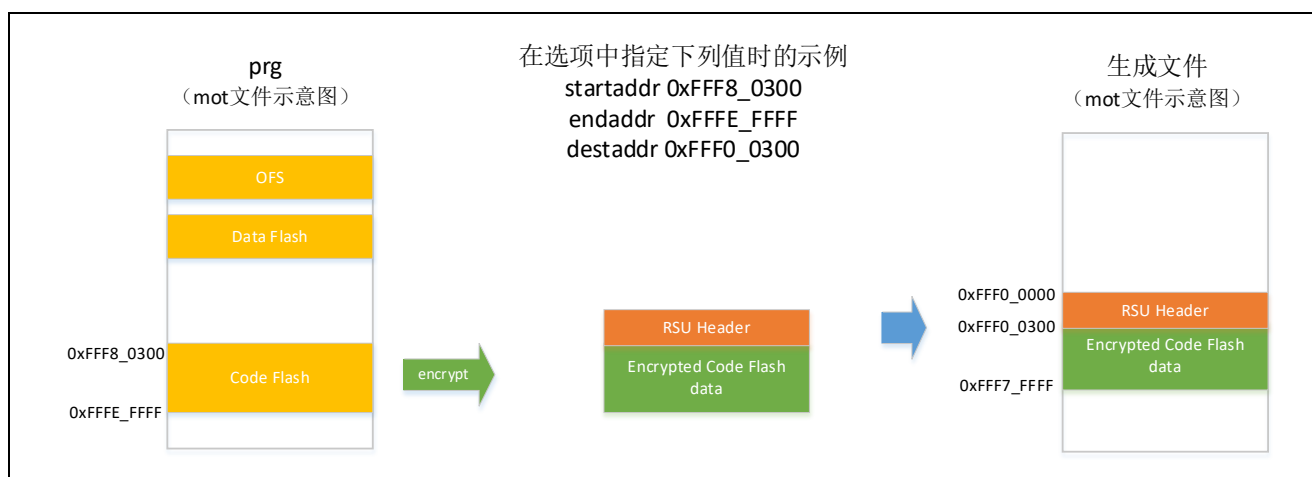 prg
(mot文件示意图)
OFS
Data Flash
0xFFF8_0300
Code Flash
0xFFFE_FFFF
encrypt
在选项中指定下列值时的示例
startaddr 0xFFF8_0300
endaddr 0xFFFE_FFFF
destaddr 0xFFF0_0300
RSU Header
Encrypted Code Flash
data
生成文件
(mot文件示意图)
0xFFF0_0000
RSU Header
0xFFF0_0300
Encrypted Code Flash
data
0xFFF7_FFFF